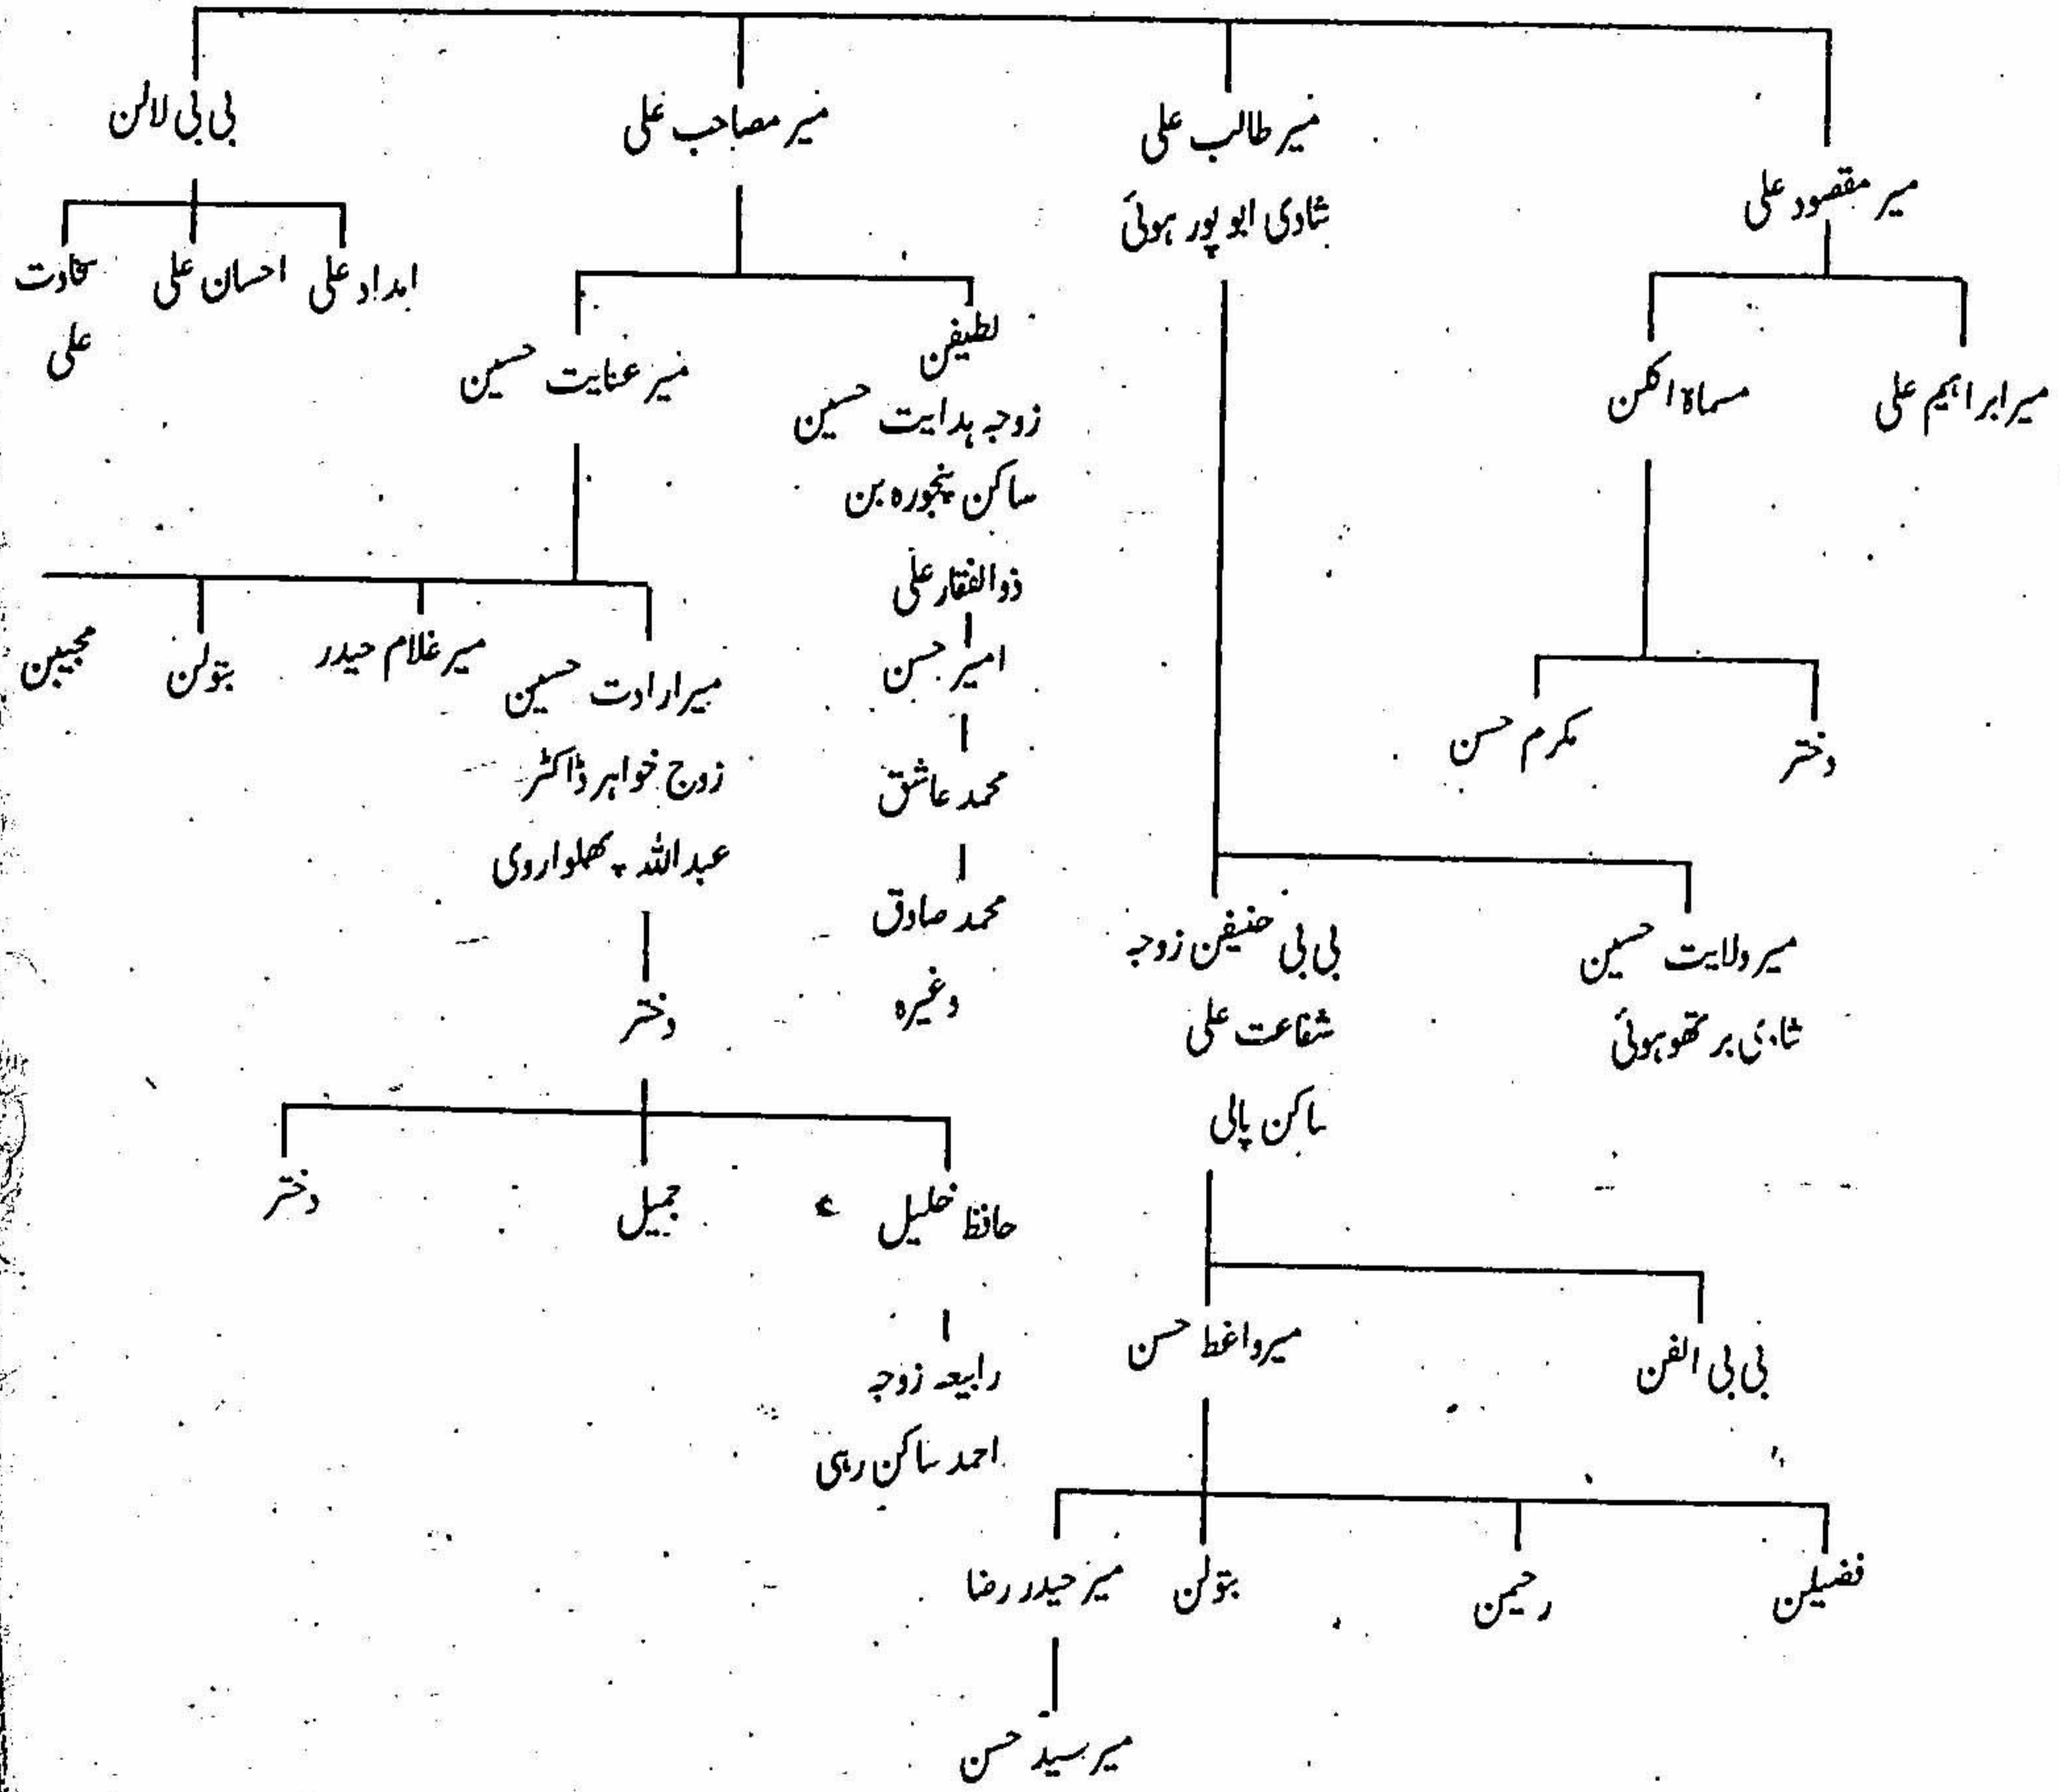 میر مقصود علی
میر ابراہیم علی
مسماۃ اکلن
دختر
مکرم حسن
میر طالب علی
شادی ابو پور ہوئی
میر ولایت حسین
شادی برتھو ہوئی
بی بی حنیفن زوجہ
شفاعت علی
ساکن پالی
بی بی الفن
میر واعظ حسن
فضیلن
رحیمن
بتولن
میر حیدر رضا
میر سید حسن
میر مصاحب علی
لطیفن
زوجہ ہدایت حسین
ساکن پنجورہ بن
ذوالفقار علی
امیر حسن
محمد عاشق
محمد صادق
وغیرہ
میر عنایت حسین
میر ارادت حسین
زوج خواہر ڈاکٹر
عبداللہ پھلواروی
میر غلام حیدر
بتولن
مجیبن
دختر
حافظ خلیل
جمیل
دختر
رابیعہ زوجہ
احمد ساکن رہی
بی بی لالن
امداد علی
احسان علی
سخاوت
علی